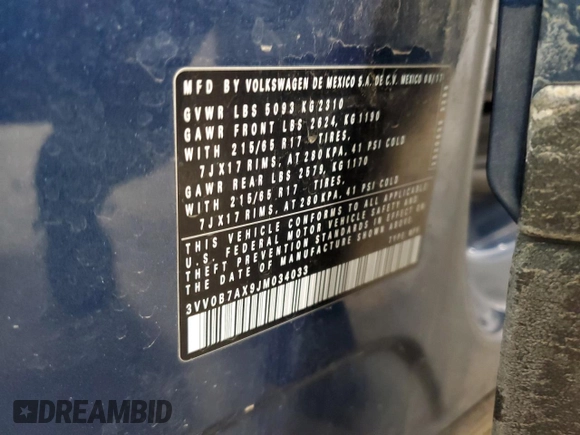 MFD BY VOLKSWAGEN DE MEXICO S.A. DE C.V. MEXICO
GVWR LBS 5093 KG 2310
GAWR FRONT LBS 2624, KG 1190
WITH 215/65 R17 TIRES,
7JX17 RIMS, AT 280 KPA, 41 PSI COLD
GAWR REAR LBS 2579, KG 1170
WITH 215/65 R17 TIRES,
7JX17 RIMS, AT 280 KPA, 41 PSI COLD
THIS VEHICLE CONFORMS TO ALL APPLICABLE
U.S. FEDERAL MOTOR VEHICLE SAFETY AND
THEFT PREVENTION STANDARDS IN EFFECT ON
THE DATE OF MANUFACTURE SHOWN ABOVE
TYPE MPV
3VV0B7AX9JM034033
DREAMBID